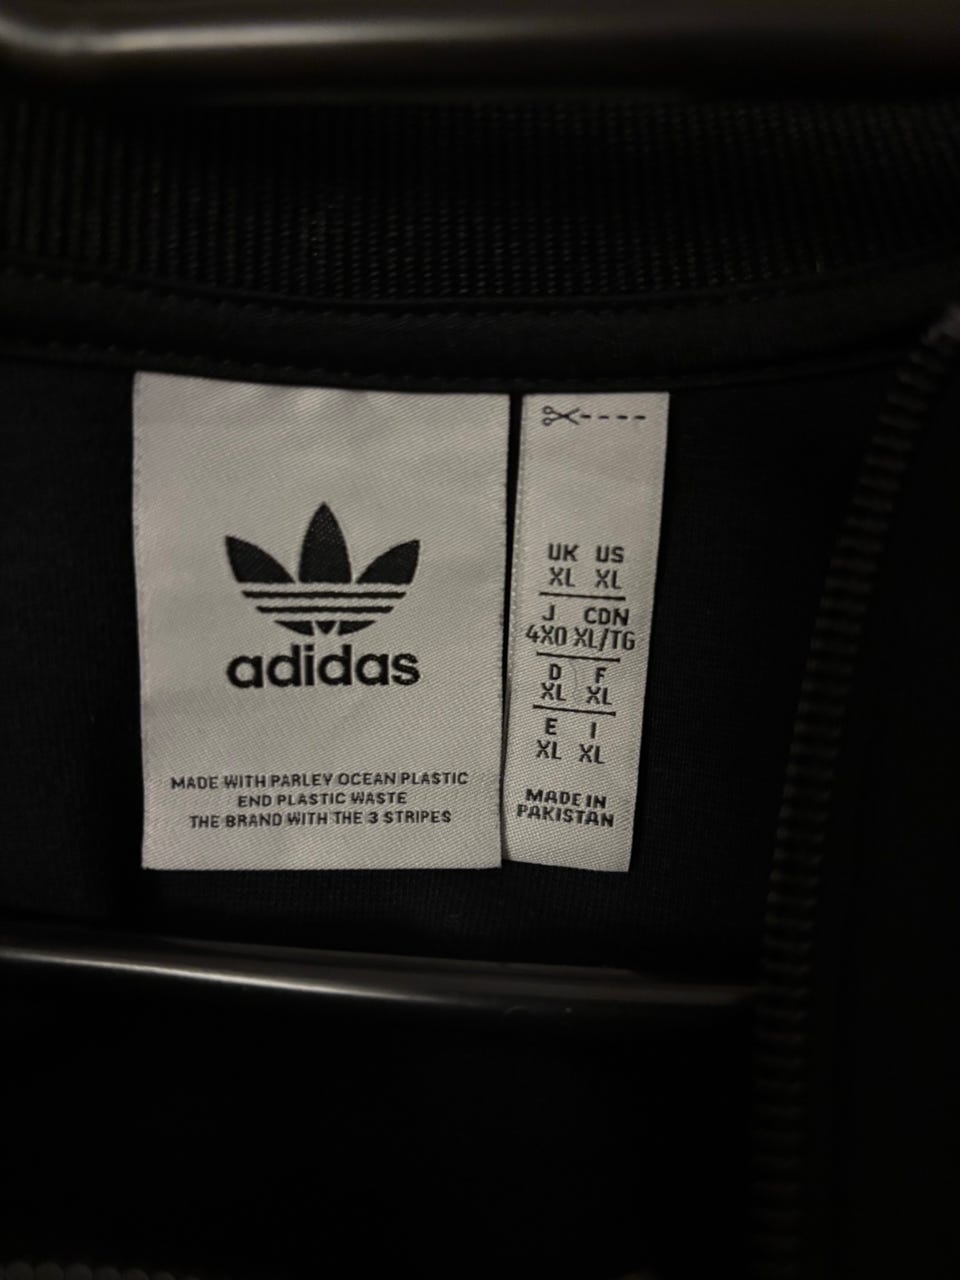 adidas
MADE WITH PARLEY OCEAN PLASTIC
END PLASTIC WASTE
THE BRAND WITH THE 3 STRIPES
UK US
XL XL
J CDN
4XO XL/TG
D F
XL XL
E I
XL XL
MADE IN
PAKISTAN